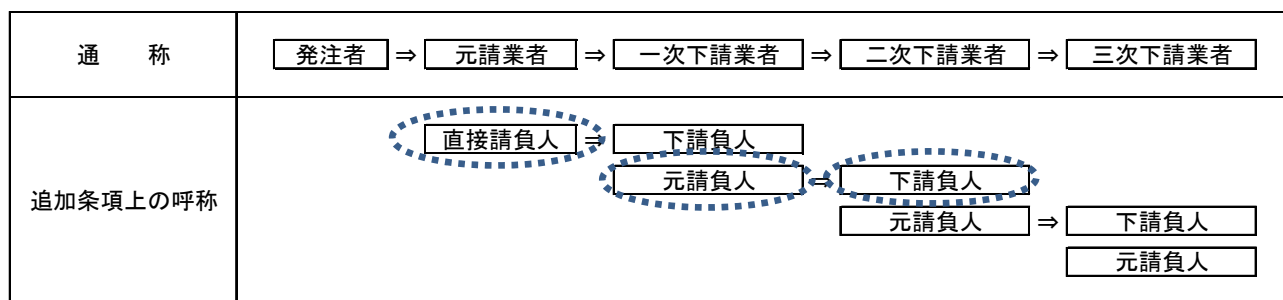 通　　称
発注者 ⇒ 元請業者 ⇒ 一次下請業者 ⇒ 二次下請業者 ⇒ 三次下請業者
追加条項上の呼称
直接請負人 ⇒ 下請負人
元請負人 ⇒ 下請負人
元請負人 ⇒ 下請負人
元請負人